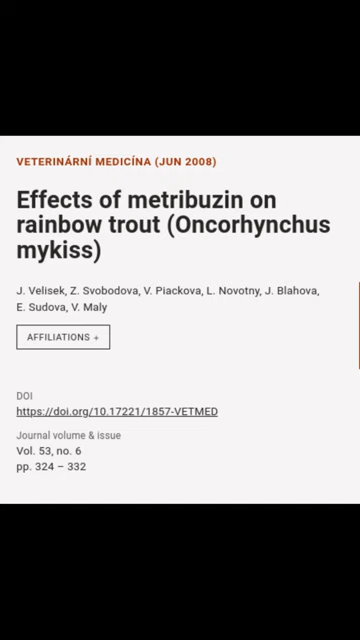 VETERINÁRNÍ MEDICÍNA (JUN 2008)
Effects of metribuzin on
rainbow trout (Oncorhynchus
mykiss)
J. Velisek, Z. Svobodova, V. Piackova, L. Novotny, J. Blahova,
E. Sudova, V. Maly
AFFILIATIONS +
DOI
https://doi.org/10.17221/1857-VETMED
Journal volume & issue
Vol. 53, no. 6
pp. 324 – 332